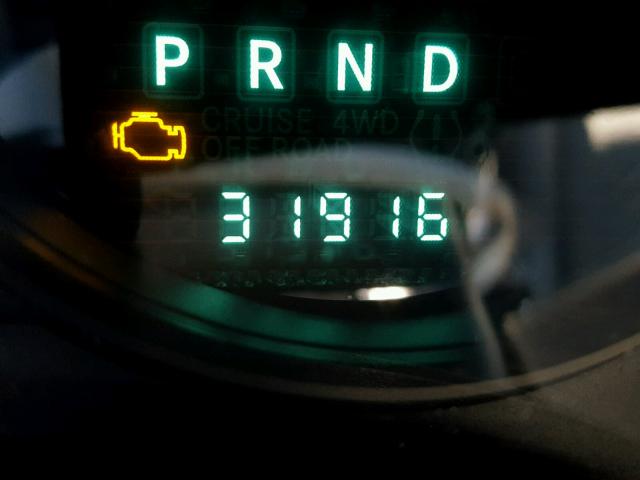 P R N D
CRUISE 4WD
OFF ROAD
31916